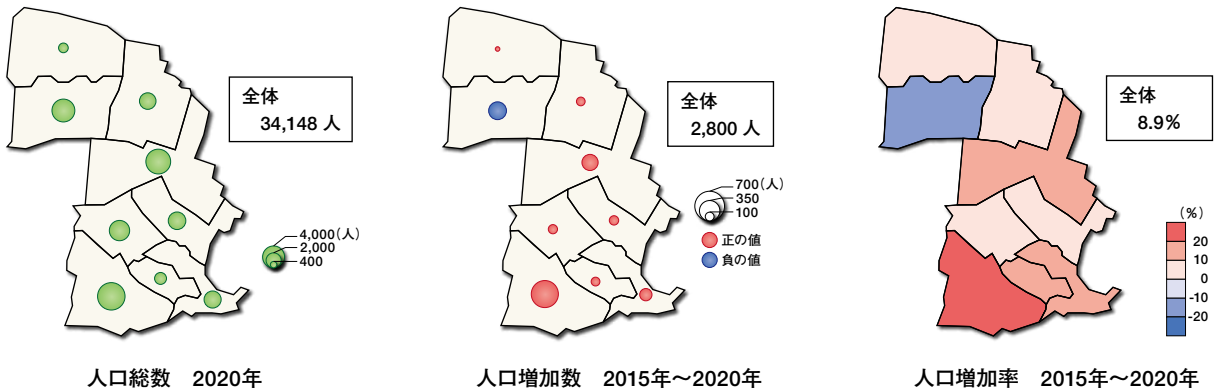 全体
34,148 人
4,000(人)
2,000
400
人口総数 2020年
全体
2,800 人
700(人)
350
100
正の値
負の値
人口増加数 2015年～2020年
全体
8.9%
(%)
20
10
0
-10
-20
人口増加率 2015年～2020年